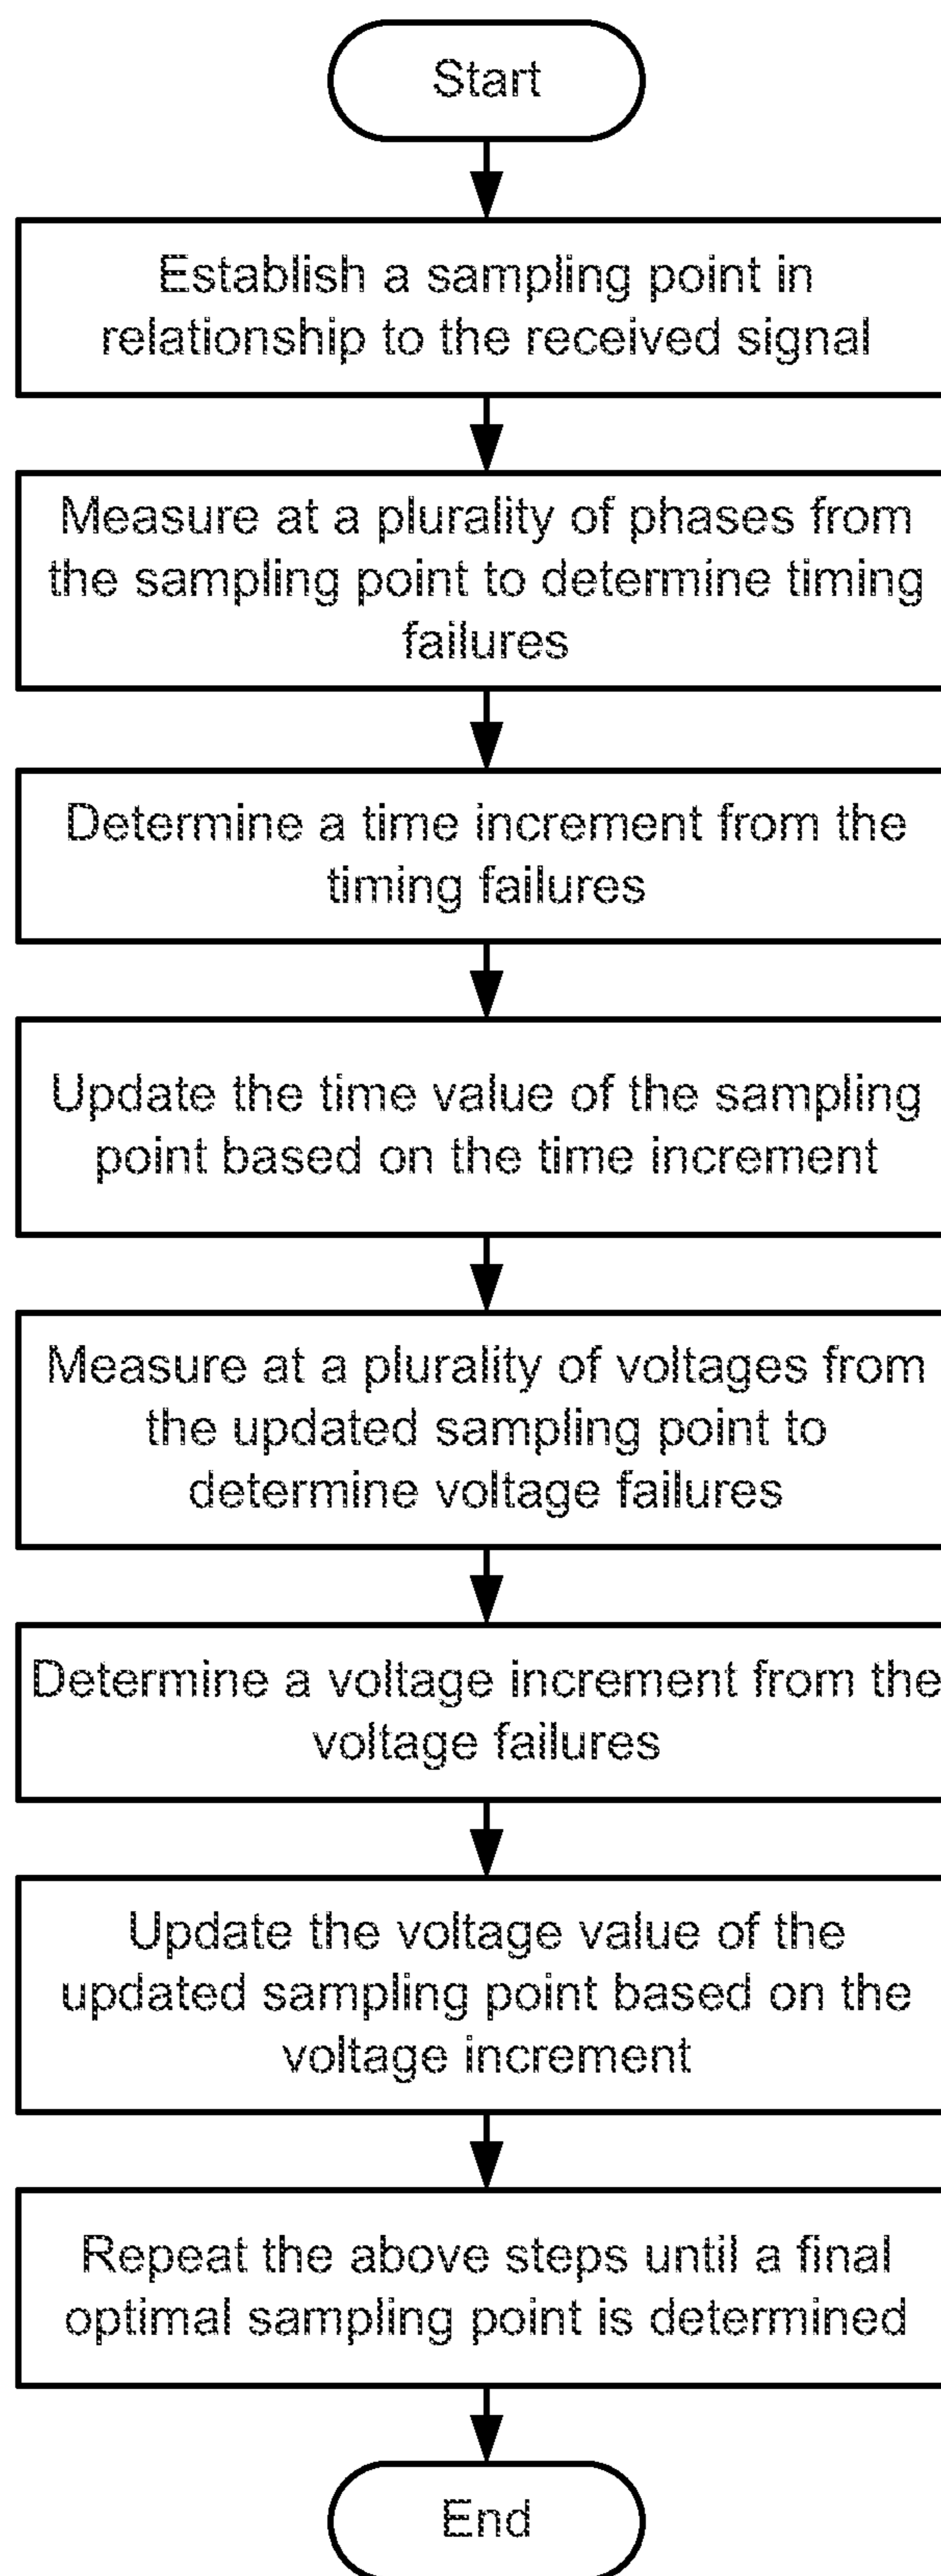 Start
Establish a sampling point in
relationship to the received signal
Measure at a plurality of phases from
the sampling point to determine timing
failures
Determine a time increment from the
timing failures
Update the time value of the sampling
point based on the time increment
Measure at a plurality of voltages from
the updated sampling point to
determine voltage failures
Determine a voltage increment from the
voltage failures
Update the voltage value of the
updated sampling point based on the
voltage increment
Repeat the above steps until a final
optimal sampling point is determined
End